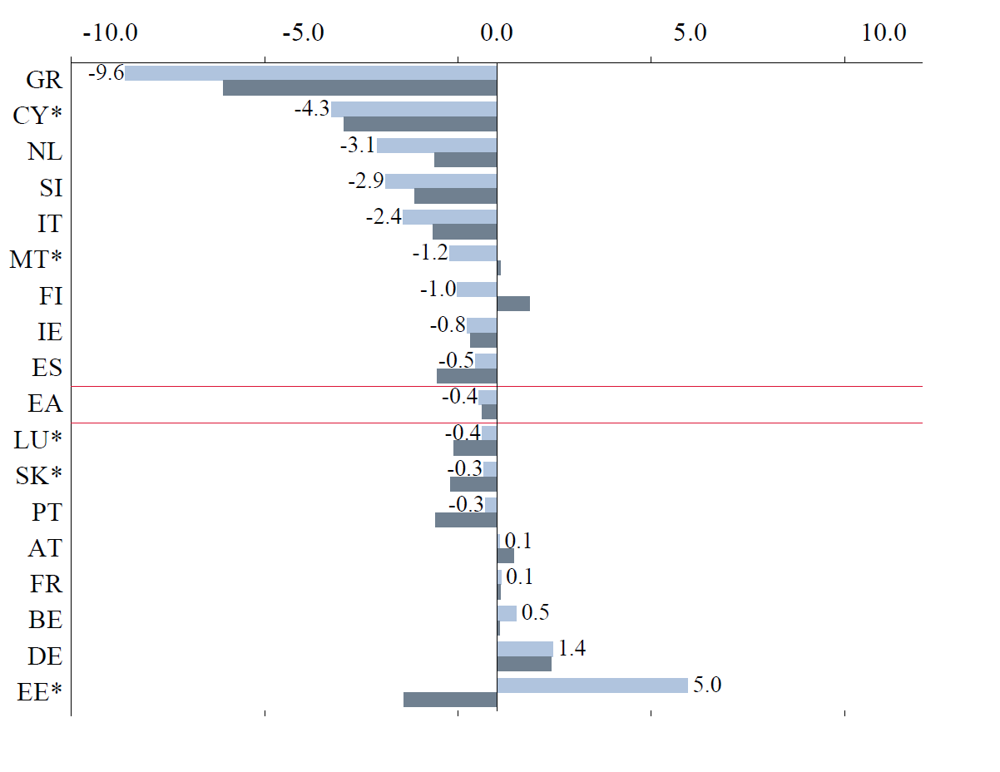 -10.0 -5.0 0.0 5.0 10.0
GR -9.6
CY* -4.3
NL -3.1
SI -2.9
IT -2.4
MT* -1.2
FI -1.0
IE -0.8
ES -0.5
EA -0.4
LU* -0.4
SK* -0.3
PT -0.3
AT 0.1
FR 0.1
BE 0.5
DE 1.4
EE* 5.0